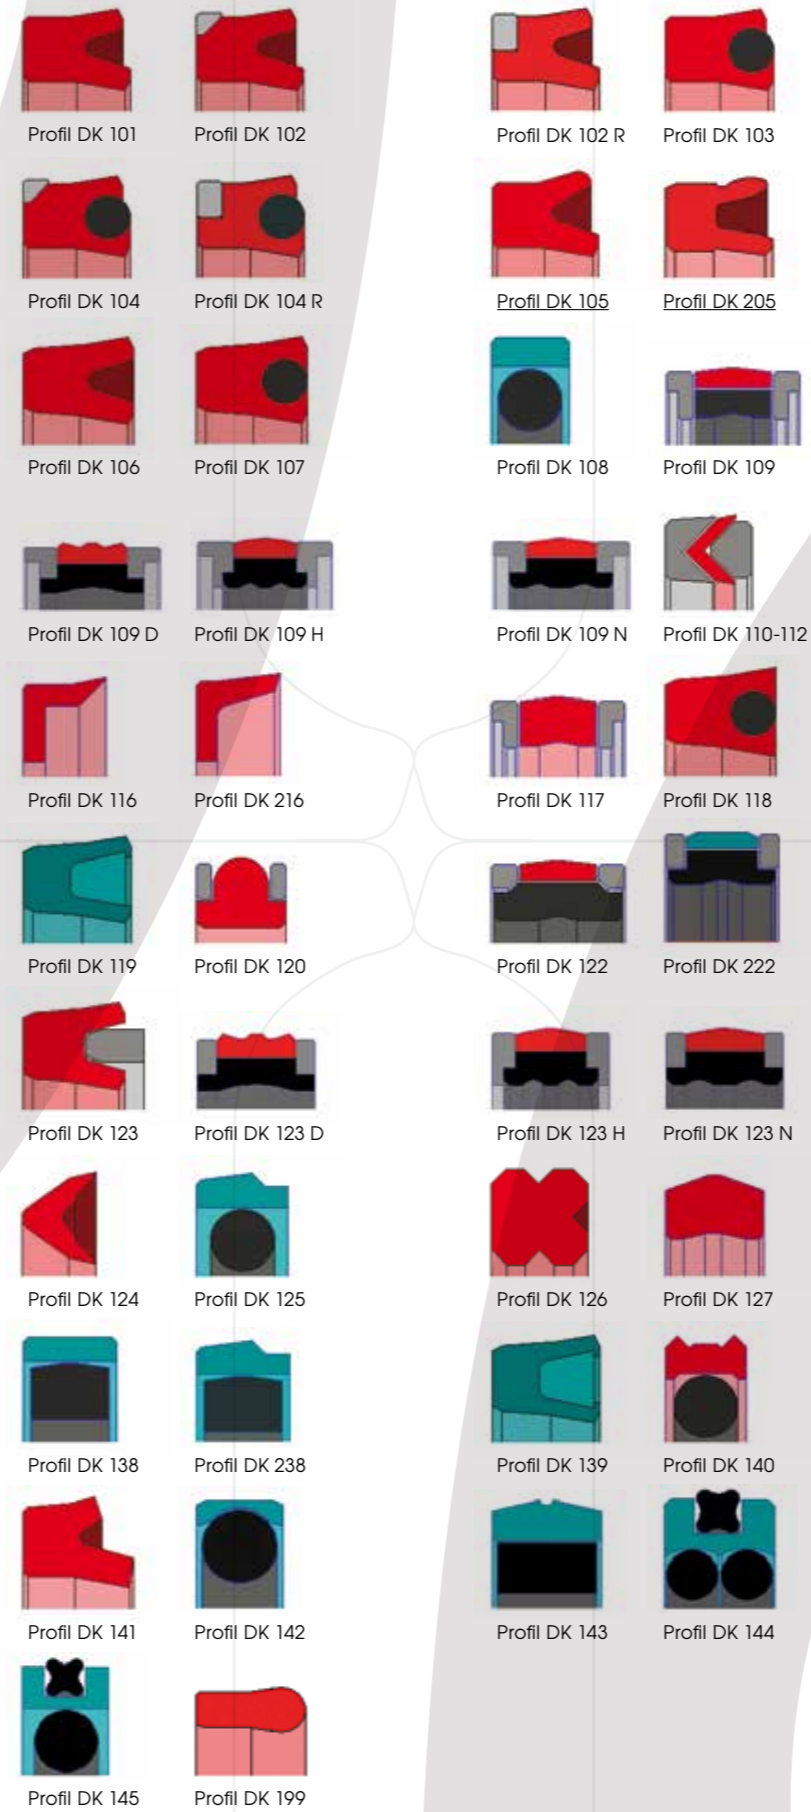 Profil DK 101 Profil DK 102 Profil DK 102 R Profil DK 103
Profil DK 104 Profil DK 104 R Profil DK 105 Profil DK 205
Profil DK 106 Profil DK 107 Profil DK 108 Profil DK 109
Profil DK 109 D Profil DK 109 H Profil DK 109 N Profil DK 110-112
Profil DK 116 Profil DK 216 Profil DK 117 Profil DK 118
Profil DK 119 Profil DK 120 Profil DK 122 Profil DK 222
Profil DK 123 Profil DK 123 D Profil DK 123 H Profil DK 123 N
Profil DK 124 Profil DK 125 Profil DK 126 Profil DK 127
Profil DK 138 Profil DK 238 Profil DK 139 Profil DK 140
Profil DK 141 Profil DK 142 Profil DK 143 Profil DK 144
Profil DK 145 Profil DK 199